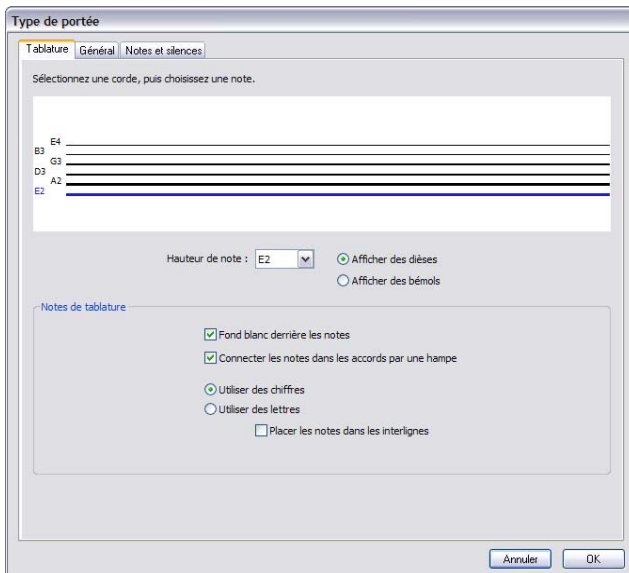 Type de portée
Tablature Général Notes et silences
Sélectionnez une corde, puis choisissez une note.
E4
B3
G3
D3
A2
E2
Hauteur de note : E2 Afficher des dièses
Afficher des bémols
Notes de tablature
Fond blanc derrière les notes
Connecter les notes dans les accords par une hampe
Utiliser des chiffres
Utiliser des lettres
Placer les notes dans les interlignes
Annuler OK